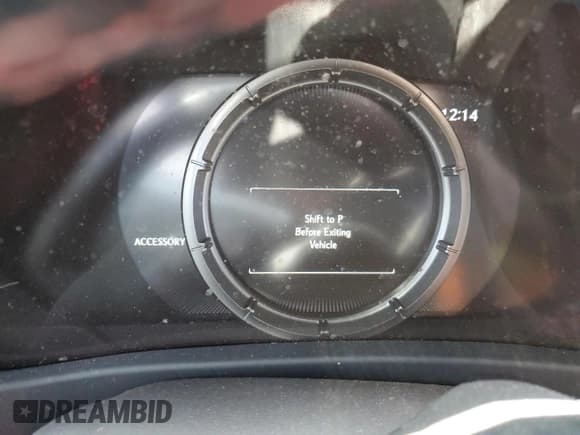 12:14
Shift to P
Before Exiting
Vehicle
ACCESSORY
DREAMBID